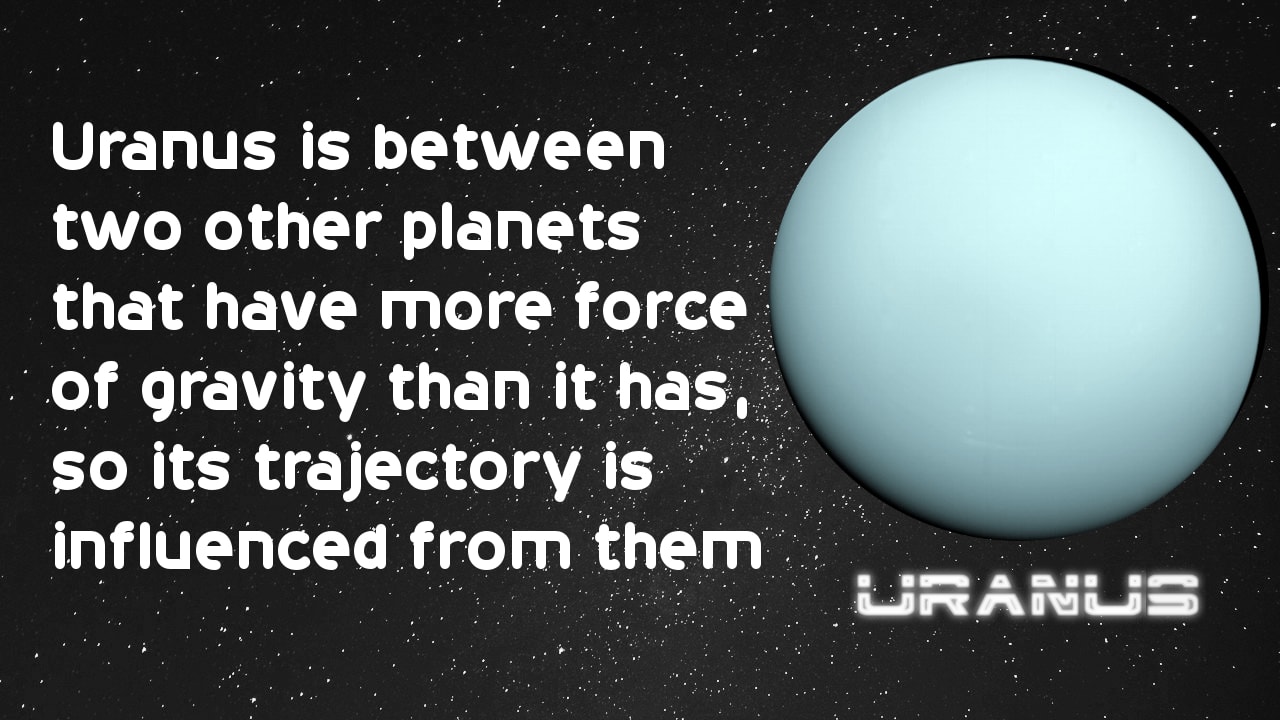 Uranus is between
two other planets
that have more force
of gravity than it has,
so its trajectory is
influenced from them
URANUS